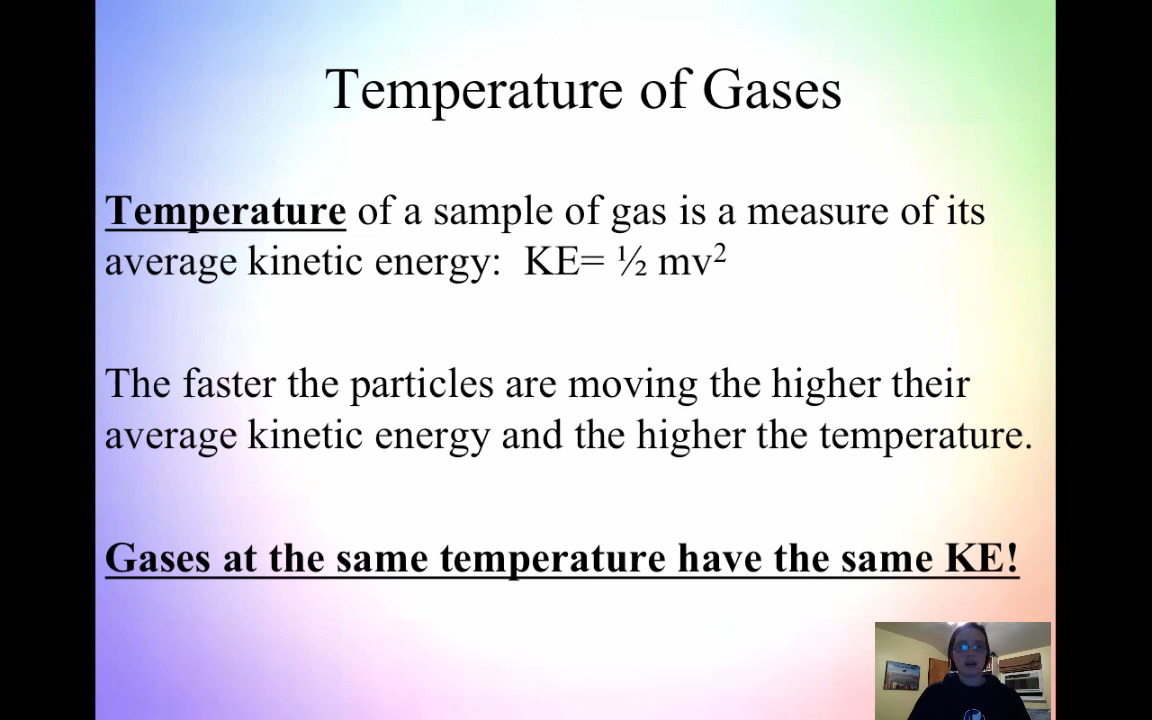 Temperature of Gases
Temperature of a sample of gas is a measure of its
average kinetic energy:  KE= ½ mv²
The faster the particles are moving the higher their
average kinetic energy and the higher the temperature.
Gases at the same temperature have the same KE!